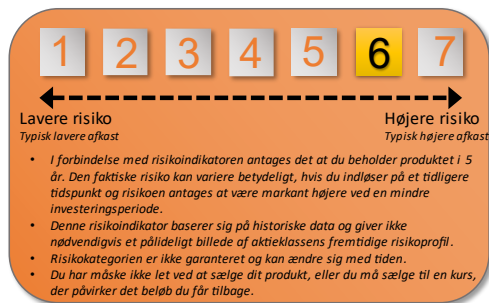 1 2 3 4 5 6 7
Lavere risiko Højere risiko
Typisk lavere afkast Typisk højere afkast
• I forbindelse med risikoindikatoren antages det at du beholder produktet i 5
år. Den faktiske risiko kan variere betydeligt, hvis du indløser på et tidligere
tidspunkt og risikoen antages at være markant højere ved en mindre
investeringsperiode.
• Denne risikoindikator baserer sig på historiske data og giver ikke
nødvendigvis et pålideligt billede af aktieklassens fremtidige risikoprofil.
• Risikokategorien er ikke garanteret og kan ændre sig med tiden.
• Du har måske ikke let ved at sælge dit produkt, eller du må sælge til en kurs,
der påvirker det beløb du får tilbage.